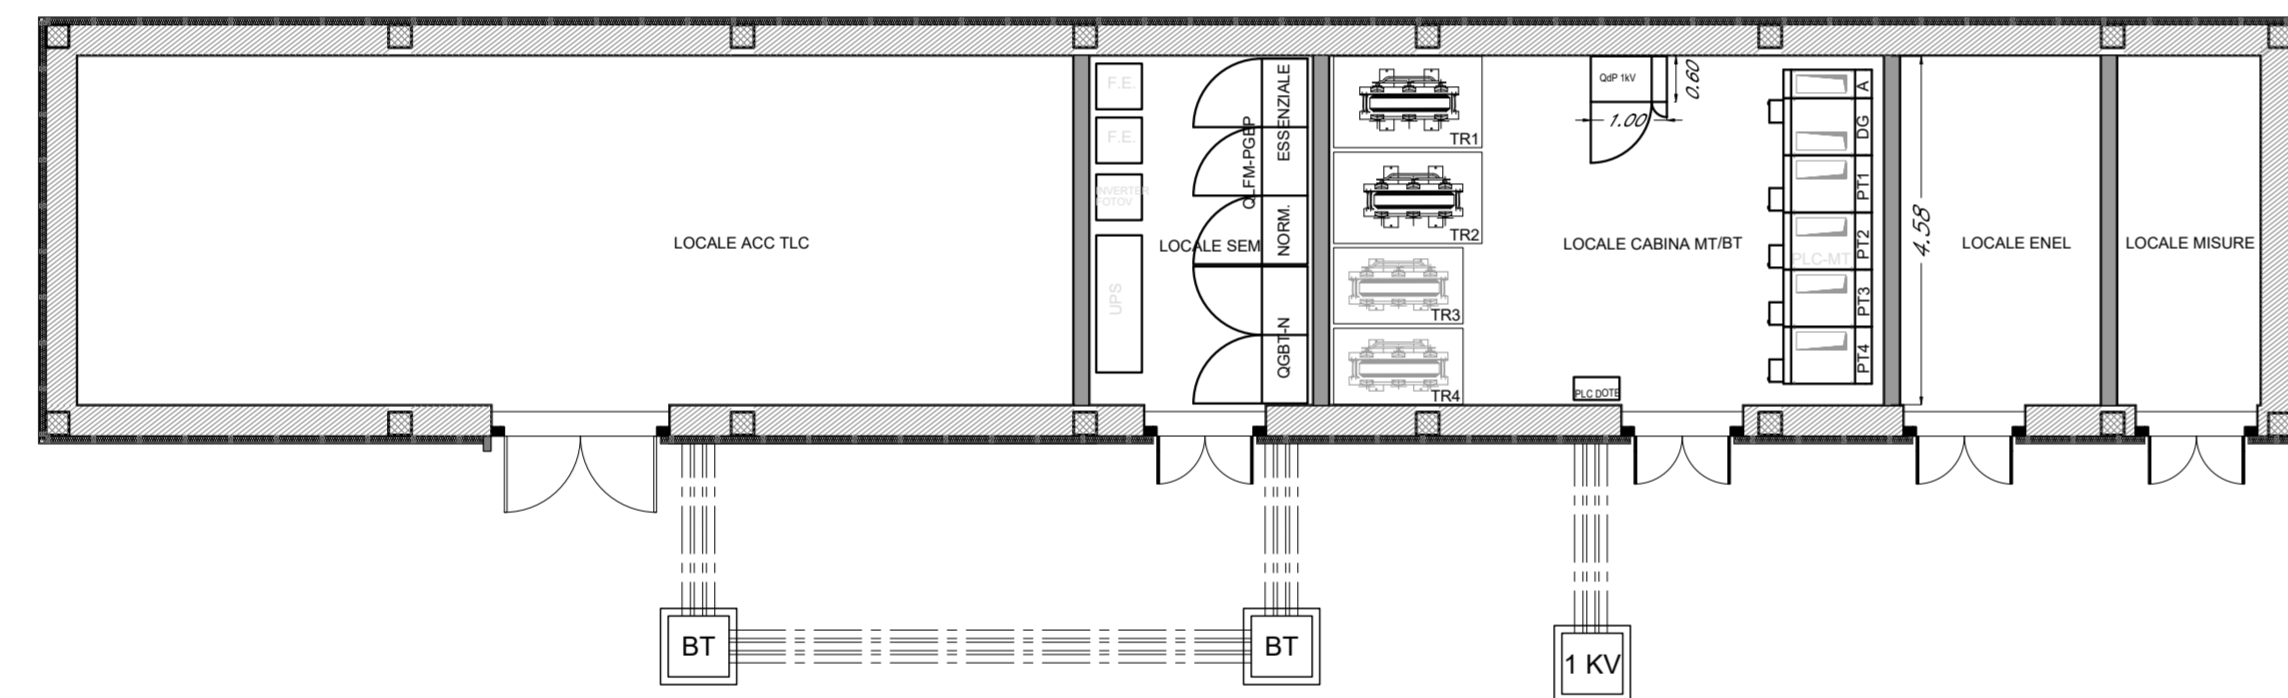 LOCALE ACC TLC
F.E.
F.E.
INVERTER
FOTOV
UPS
LOCALE SEM
QLFM-PGEP
ESSENZIALE
NORM.
QGBT-N
TR1
TR2
TR3
TR4
QdP 1kV
0.60
1.00
LOCALE CABINA MT/BT
PLC DOTE
A
DG
PT1
PT2
PLC-MT
PT3
PT4
4.58
LOCALE ENEL
LOCALE MISURE
BT
BT
1 KV